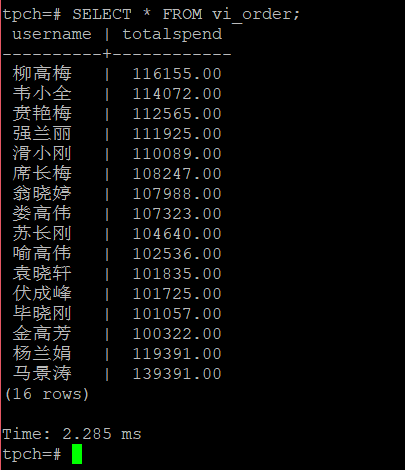 tpch=# SELECT * FROM vi_order;
 username | totalspend
----------+------------
 柳高梅   |  116155.00
 韦小全   |  114072.00
 贲艳梅   |  112565.00
 强兰丽   |  111925.00
 滑小刚   |  110089.00
 席长梅   |  108247.00
 翁晓婷   |  107988.00
 娄高伟   |  107323.00
 苏长刚   |  104640.00
 喻高伟   |  102536.00
 袁晓轩   |  101835.00
 伏成峰   |  101725.00
 毕晓刚   |  101057.00
 金高芳   |  100322.00
 杨兰娟   |  119391.00
 马景涛   |  139391.00
(16 rows)

Time: 2.285 ms
tpch=#